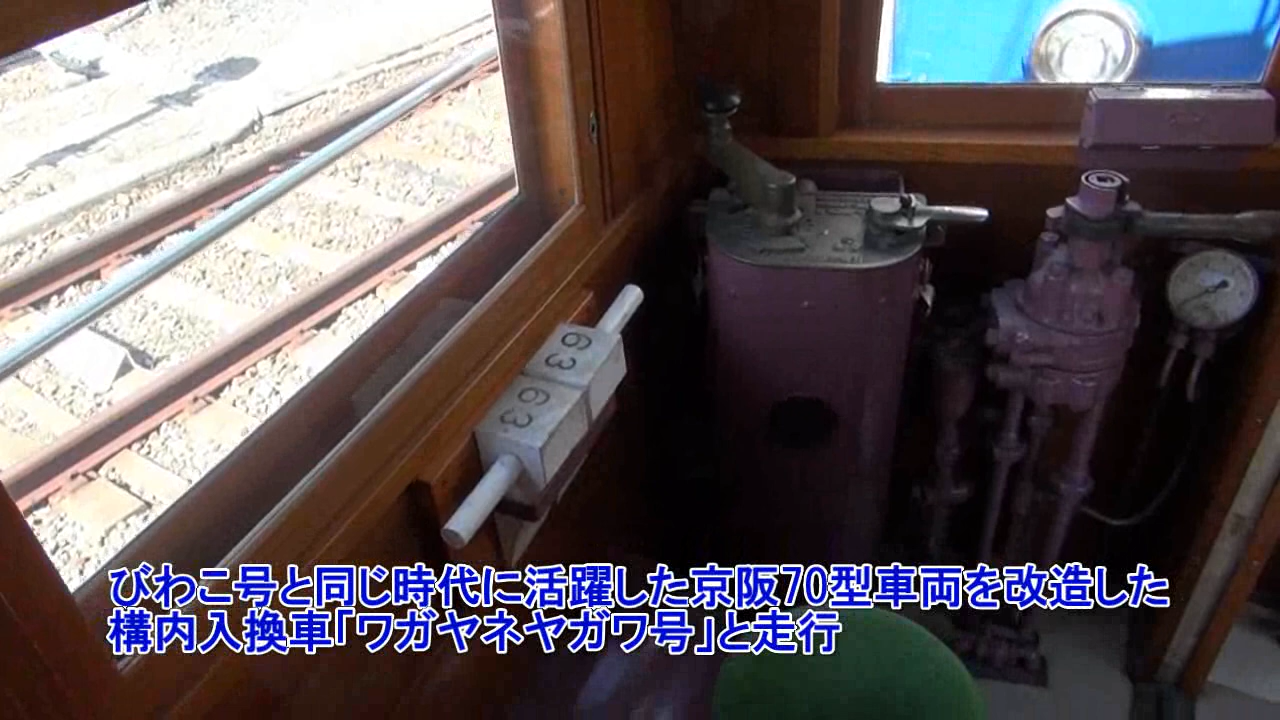 63
63
びわこ号と同じ時代に活躍した京阪70型車両を改造した
構内入換車｢ワガヤネヤガワ号｣と走行